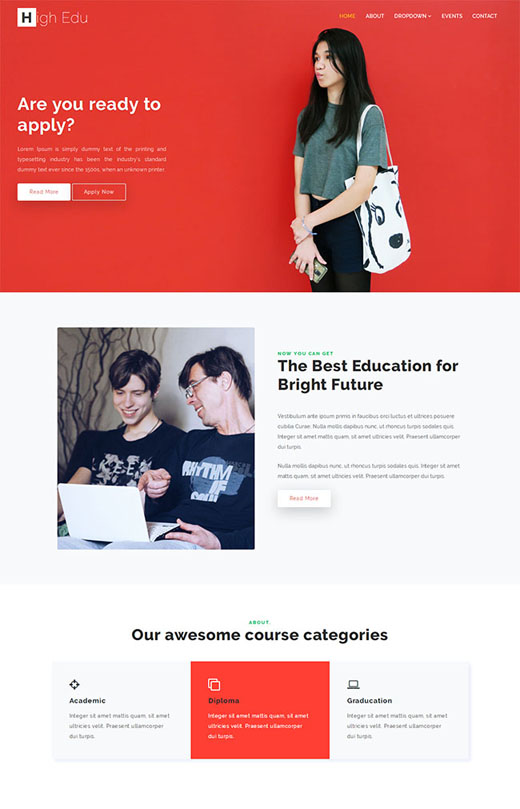 High Edu
HOME ABOUT DROPDOWN EVENTS CONTACT
Are you ready to
apply?
Lorem Ipsum is simply dummy text of the printing and
typesetting industry has been the industry's standard
dummy text ever since the 1500s, when an unknown printer.
Read More Apply Now
NOW YOU CAN GET
The Best Education for
Bright Future
Vestibulum ante ipsum primis in faucibus orci luctus et ultrices posuere
cubilia Curae. Nulla mollis dapibus nunc, ut rhoncus turpis sodales quis.
Integer sit amet mattis quam, sit amet ultricies velit. Praesent ullamcorper
dui turpis.
Nulla mollis dapibus nunc, ut rhoncus turpis sodales quis. Integer sit amet
mattis quam, sit amet ultricies velit. Praesent ullamcorper dui turpis.
Read More
RHYTHM
IF
ABOUT
Our awesome course categories
Academic
Integer sit amet mattis quam, sit amet
ultricies velit. Praesent ullamcorper
dui turpis.
Diploma
Integer sit amet mattis quam, sit amet
ultricies velit. Praesent ullamcorper
dui turpis.
Graducation
Integer sit amet mattis quam, sit amet
ultricies velit. Praesent ullamcorper
dui turpis.